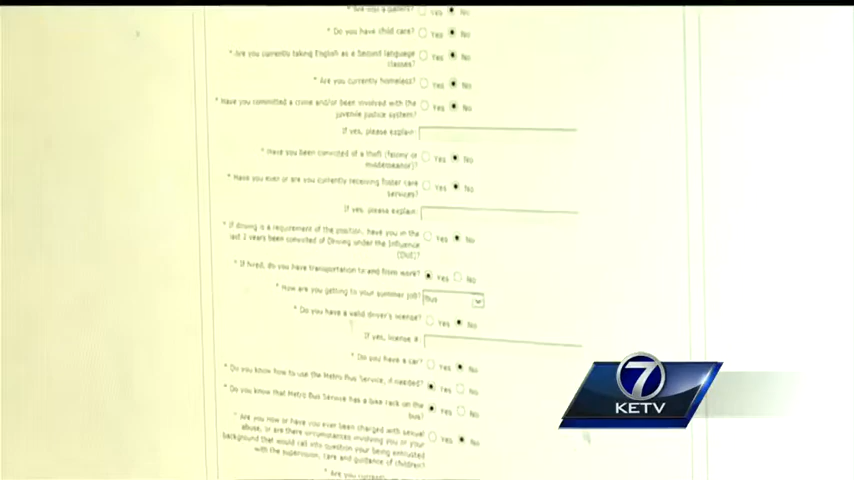 * Are you a parent? Yes No
* Do you have child care? Yes No
* Are you currently taking English as a Second language
classes? Yes No
* Are you currently homeless? Yes No
* Have you committed a crime and/or been involved with the
juvenile justice system? Yes No
If yes, please explain:
* Have you been convicted of a theft (felony or
misdemeanor)? Yes No
* Have you ever or are you currently receiving foster care
services? Yes No
If yes, please explain:
* If driving is a requirement of the position, have you in the
last 2 years been convicted of Driving under the Influence
(DUI)? Yes No
* If hired, do you have transportation to and from work? Yes No
* How are you getting to your summer job? Bus
* Do you have a valid driver's license? Yes No
If yes, license #:
* Do you have a car? Yes No
* Do you know how to use the Metro Bus Service, if needed? Yes No
* Do you know that Metro Bus Service has a bike rack on the
bus? Yes No
* Are you now or have you ever been charged with sexual
abuse, or are there circumstances involving you or your
background that would call into question your being entrusted
with the supervision, care and guidance of children? Yes No
* Are you currently
7
KETV